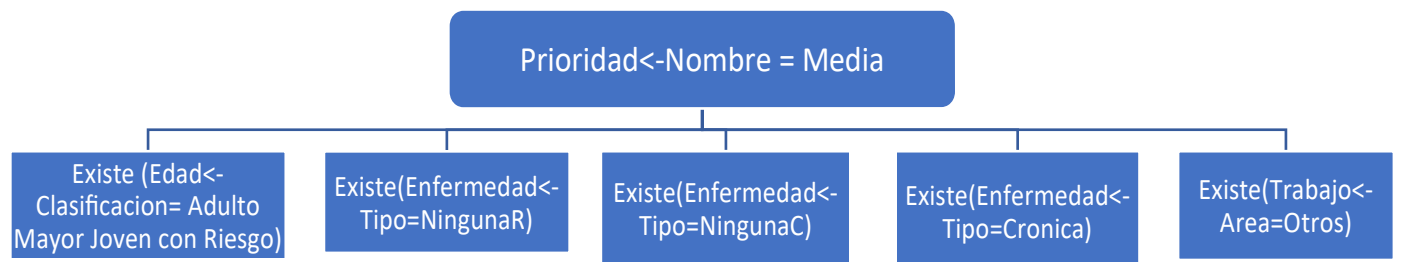 Prioridad<-Nombre = Media
Existe (Edad<-
Clasificacion= Adulto
Mayor Joven con Riesgo)
Existe(Enfermedad<-
Tipo=NingunaR)
Existe(Enfermedad<-
Tipo=NingunaC)
Existe(Enfermedad<-
Tipo=Cronica)
Existe(Trabajo<-
Area=Otros)